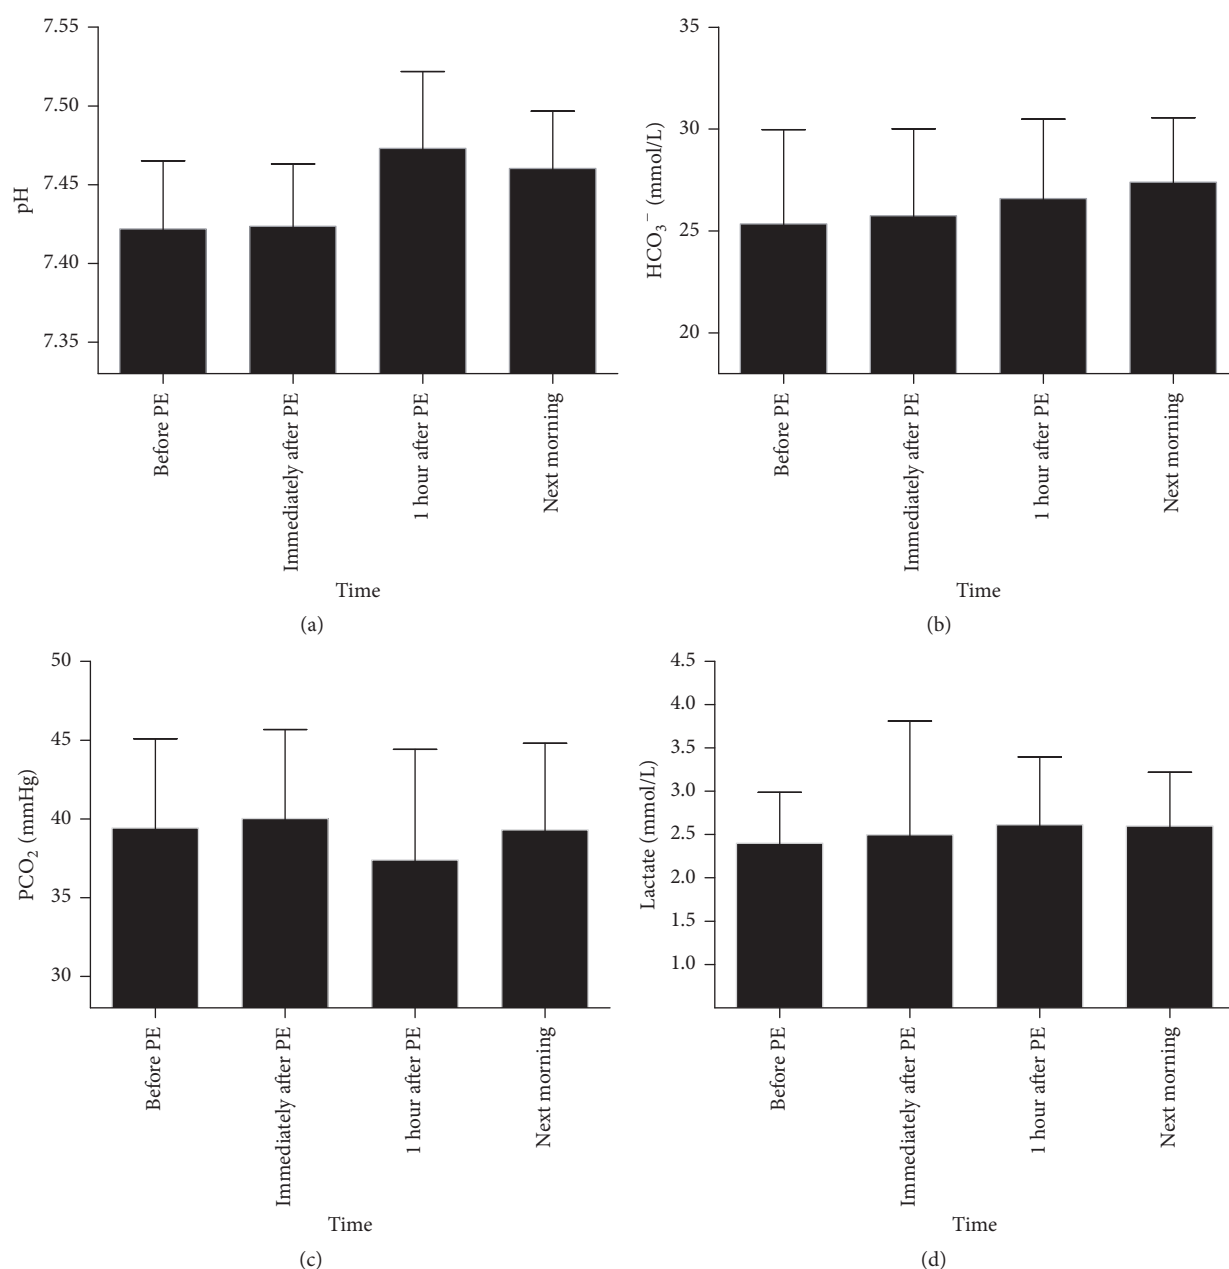 7.55
7.50
7.45
7.40
7.35
pH
Before PE
Immediately after PE
1 hour after PE
Next morning
Time
(a)
35
30
25
20
HCO₃⁻ (mmol/L)
Before PE
Immediately after PE
1 hour after PE
Next morning
Time
(b)
50
45
40
35
30
PCO₂ (mmHg)
Before PE
Immediately after PE
1 hour after PE
Next morning
Time
(c)
4.5
4.0
3.5
3.0
2.5
2.0
1.5
1.0
Lactate (mmol/L)
Before PE
Immediately after PE
1 hour after PE
Next morning
Time
(d)